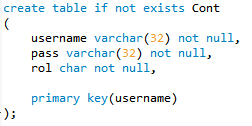 create table if not exists Cont
(
    username varchar(32) not null,
    pass varchar(32) not null,
    rol char not null,

    primary key(username)
);